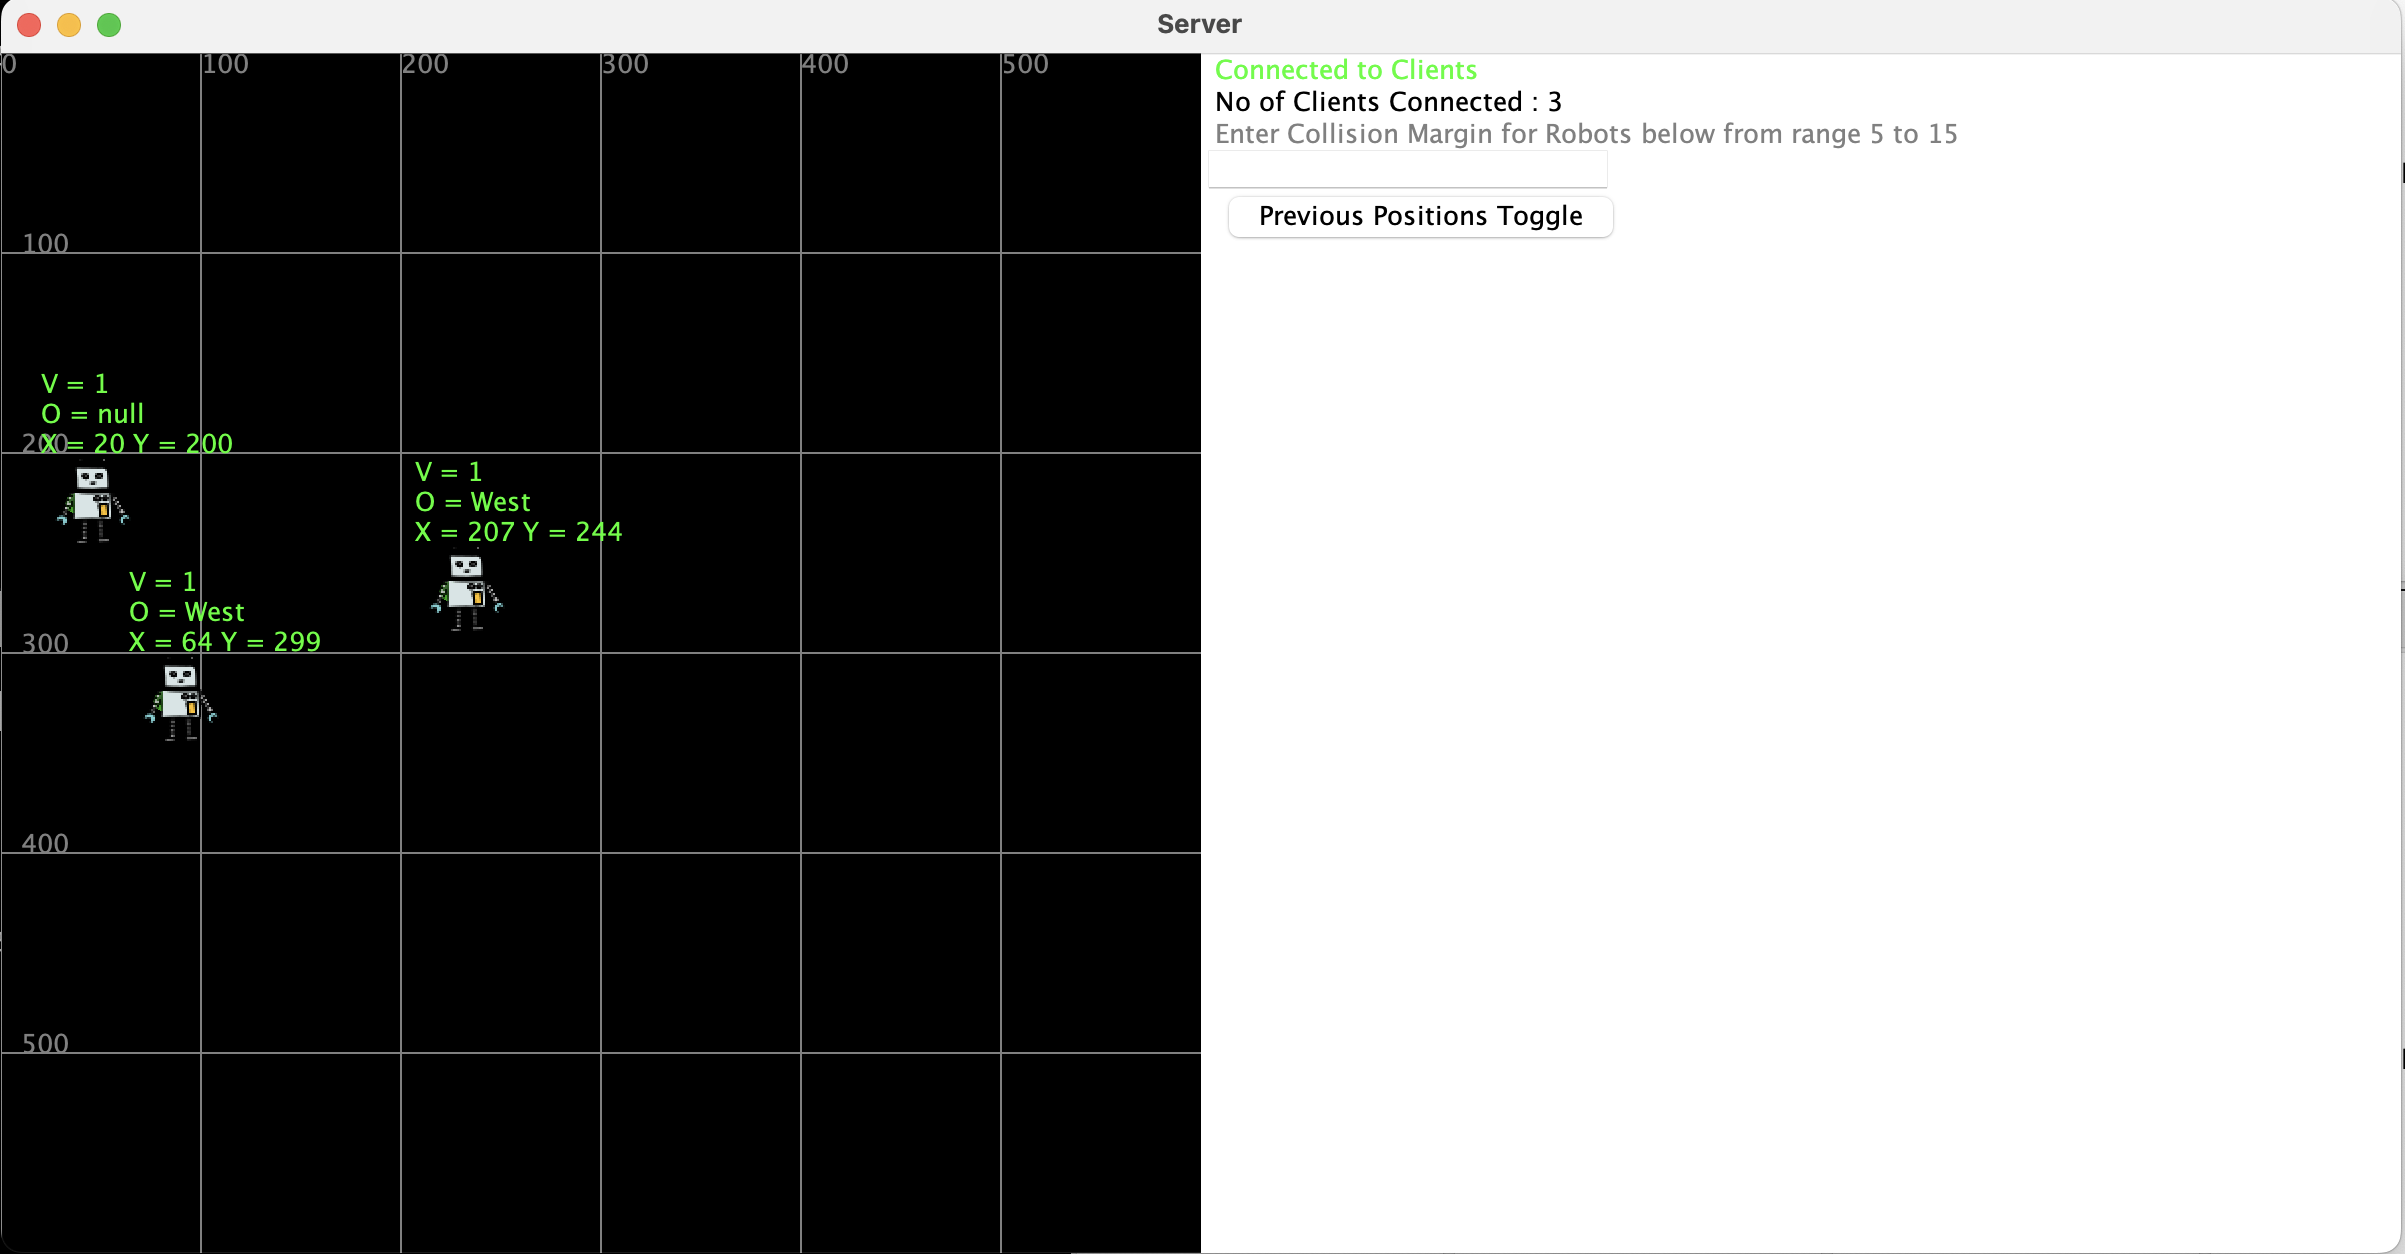 Server
0 100 200 300 400 500
100
200
300
400
500
V = 1
O = null
X = 20 Y = 200
V = 1
O = West
X = 207 Y = 244
V = 1
O = West
X = 64 Y = 299
Connected to Clients
No of Clients Connected : 3
Enter Collision Margin for Robots below from range 5 to 15
Previous Positions Toggle